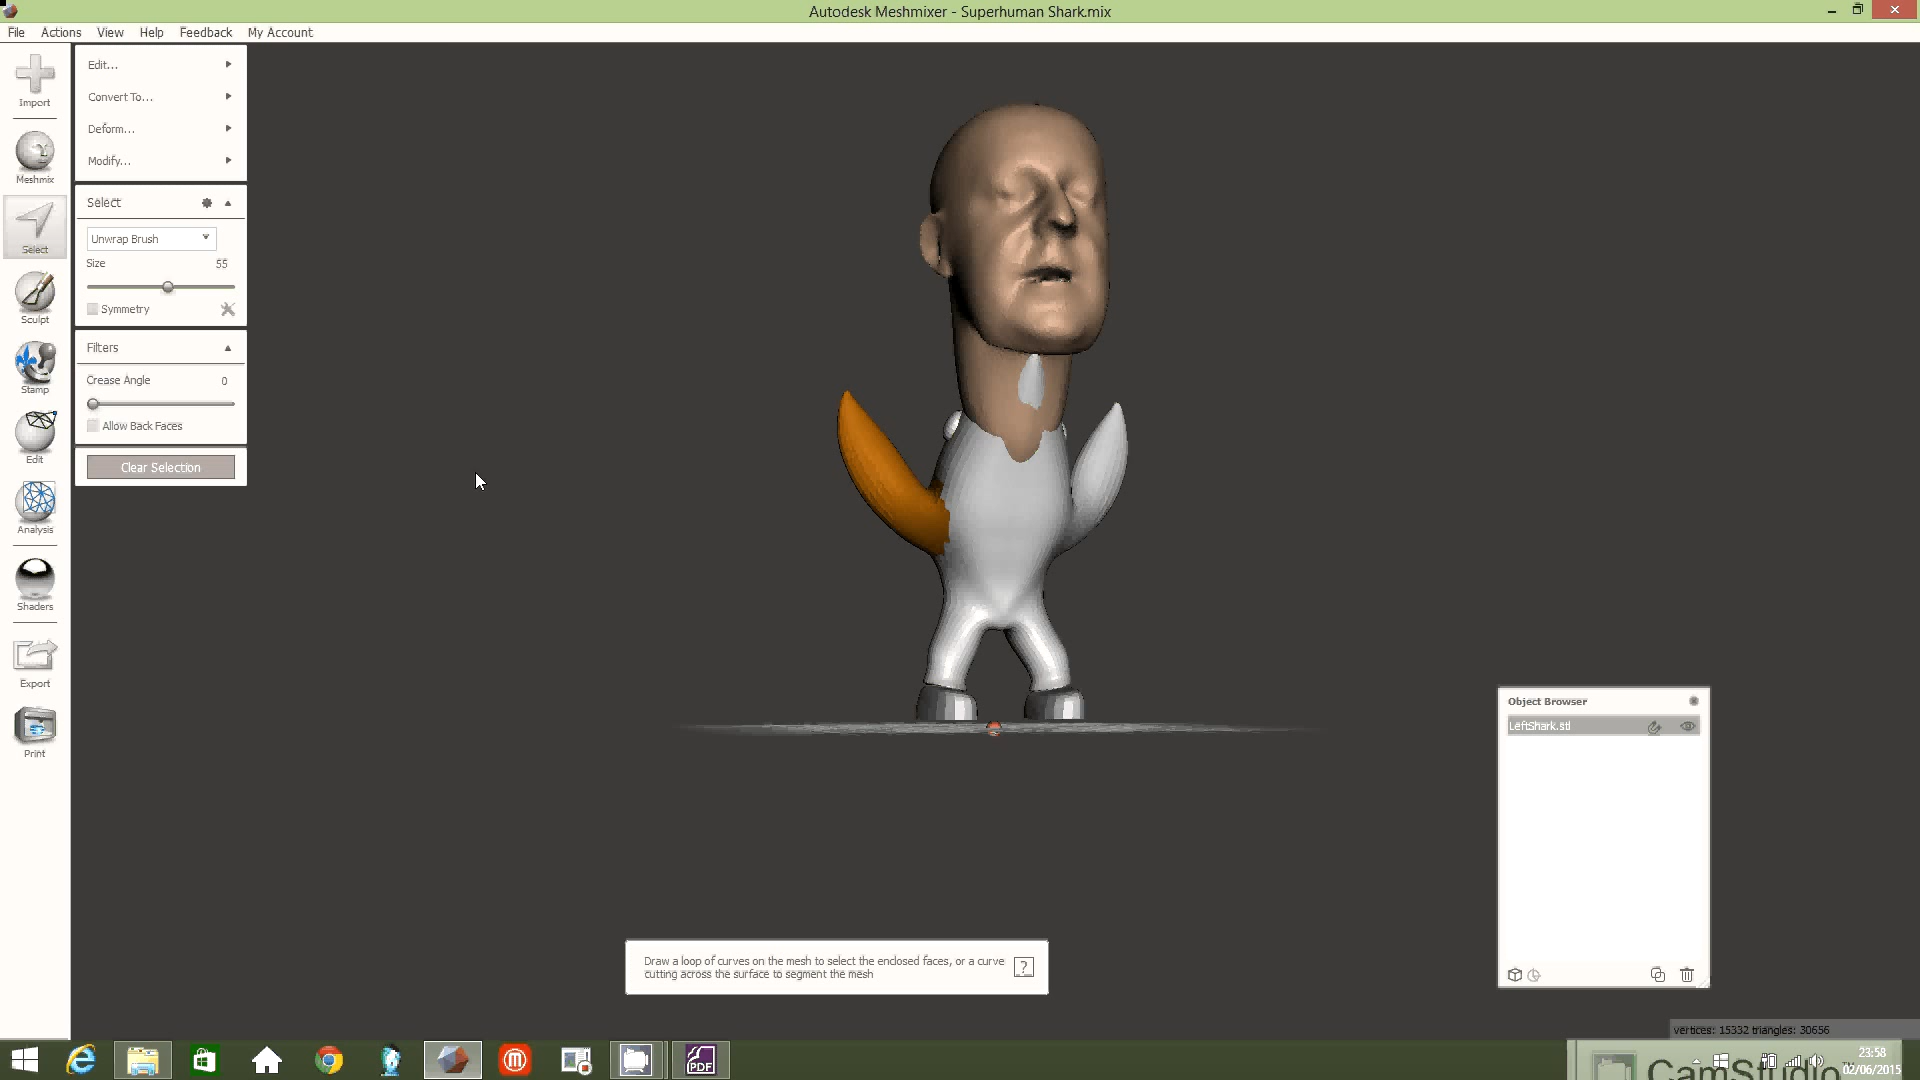 Autodesk Meshmixer - Superhuman Shark.mix
File Actions View Help Feedback My Account
Import
Meshmix
Select
Sculpt
Stamp
Edit
Analysis
Shaders
Export
Print
Edit...
Convert To...
Deform...
Modify...
Select
Unwrap Brush
Size 55
Symmetry
Filters
Crease Angle 0
Allow Back Faces
Clear Selection
Object Browser
LeftShark.stl
Draw a loop of curves on the mesh to select the enclosed faces, or a curve
cutting across the surface to segment the mesh
?
vertices: 15332 triangles: 30656
PDF
CamStudio
23:58
02/06/2015